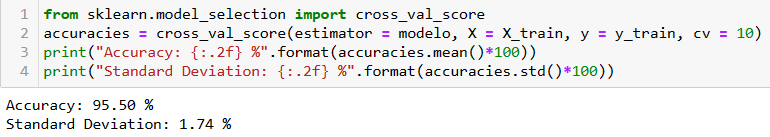 1 from sklearn.model_selection import cross_val_score
2 accuracies = cross_val_score(estimator = modelo, X = X_train, y = y_train, cv = 10)
3 print("Accuracy: {:.2f} %".format(accuracies.mean()*100))
4 print("Standard Deviation: {:.2f} %".format(accuracies.std()*100))
Accuracy: 95.50 %
Standard Deviation: 1.74 %